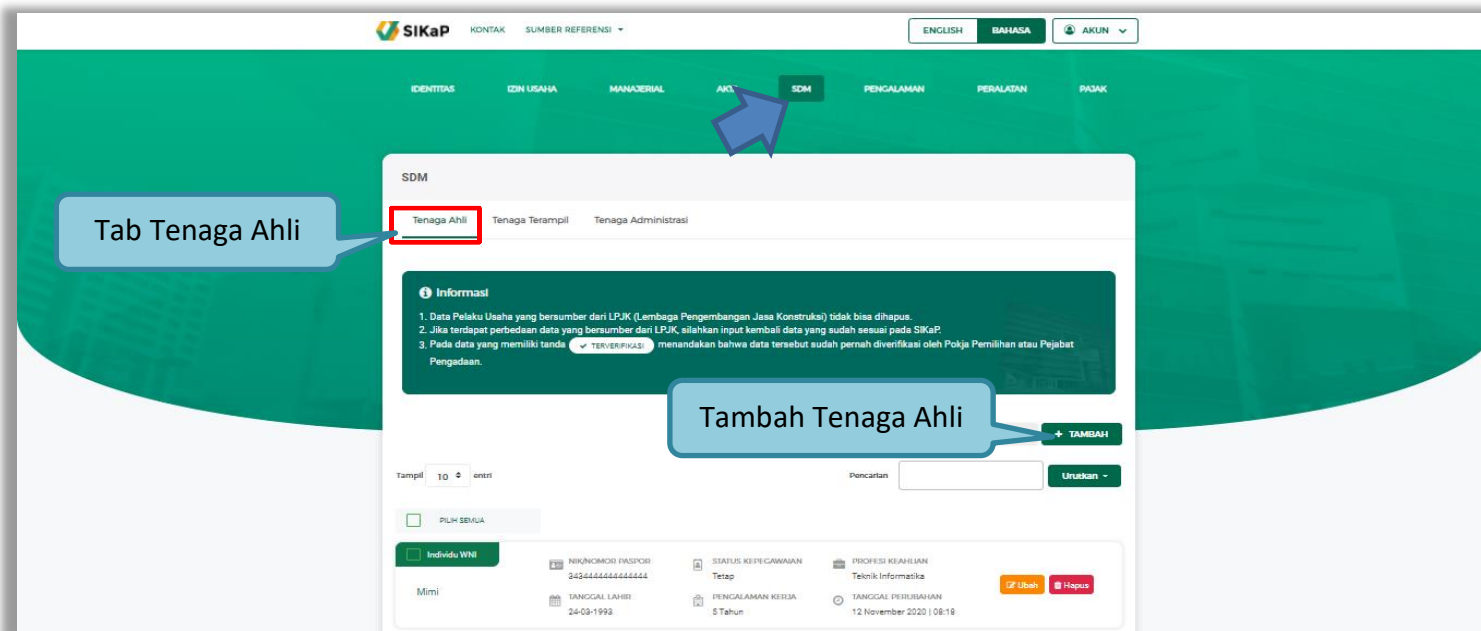 SIKaP KONTAK SUMBER REFERENSI ENGLISH BAHASA AKUN
IDENTITAS IZIN USAHA MANAJERIAL SDM PENGALAMAN PERALATAN PAJAK
SDM
Tab Tenaga Ahli
Tenaga Ahli Tenaga Terampil Tenaga Administrasi
Informasi
1. Data Pelaku Usaha yang bersumber dari LPJK (Lembaga Pengembangan Jasa Konstruksi) tidak bisa dihapus.
2. Jika terdapat perbedaan data yang bersumber dari LPJK, silahkan input kembali data yang sudah sesuai pada SIKaP.
3. Pada data yang memiliki tanda TERVERIFIKASI menandakan bahwa data tersebut sudah pernah diverifikasi oleh Pokja Pemilihan atau Pejabat
Pengadaan.
Tambah Tenaga Ahli
+ TAMBAH
Tampil 10 entri Pencarian Urutkan
PILIH SEMUA
Individu WNI
Mimi
NIK/NOMOR PASPOR
3434444444444444
TANGGAL LAHIR
24-03-1993
STATUS KEPEGAWAIAN
Tetap
PENGALAMAN KERJA
5 Tahun
PROFESI KEAHLIAN
Teknik Informatika
TANGGAL PERUBAHAN
12 November 2020 | 08:18
Ubah Hapus